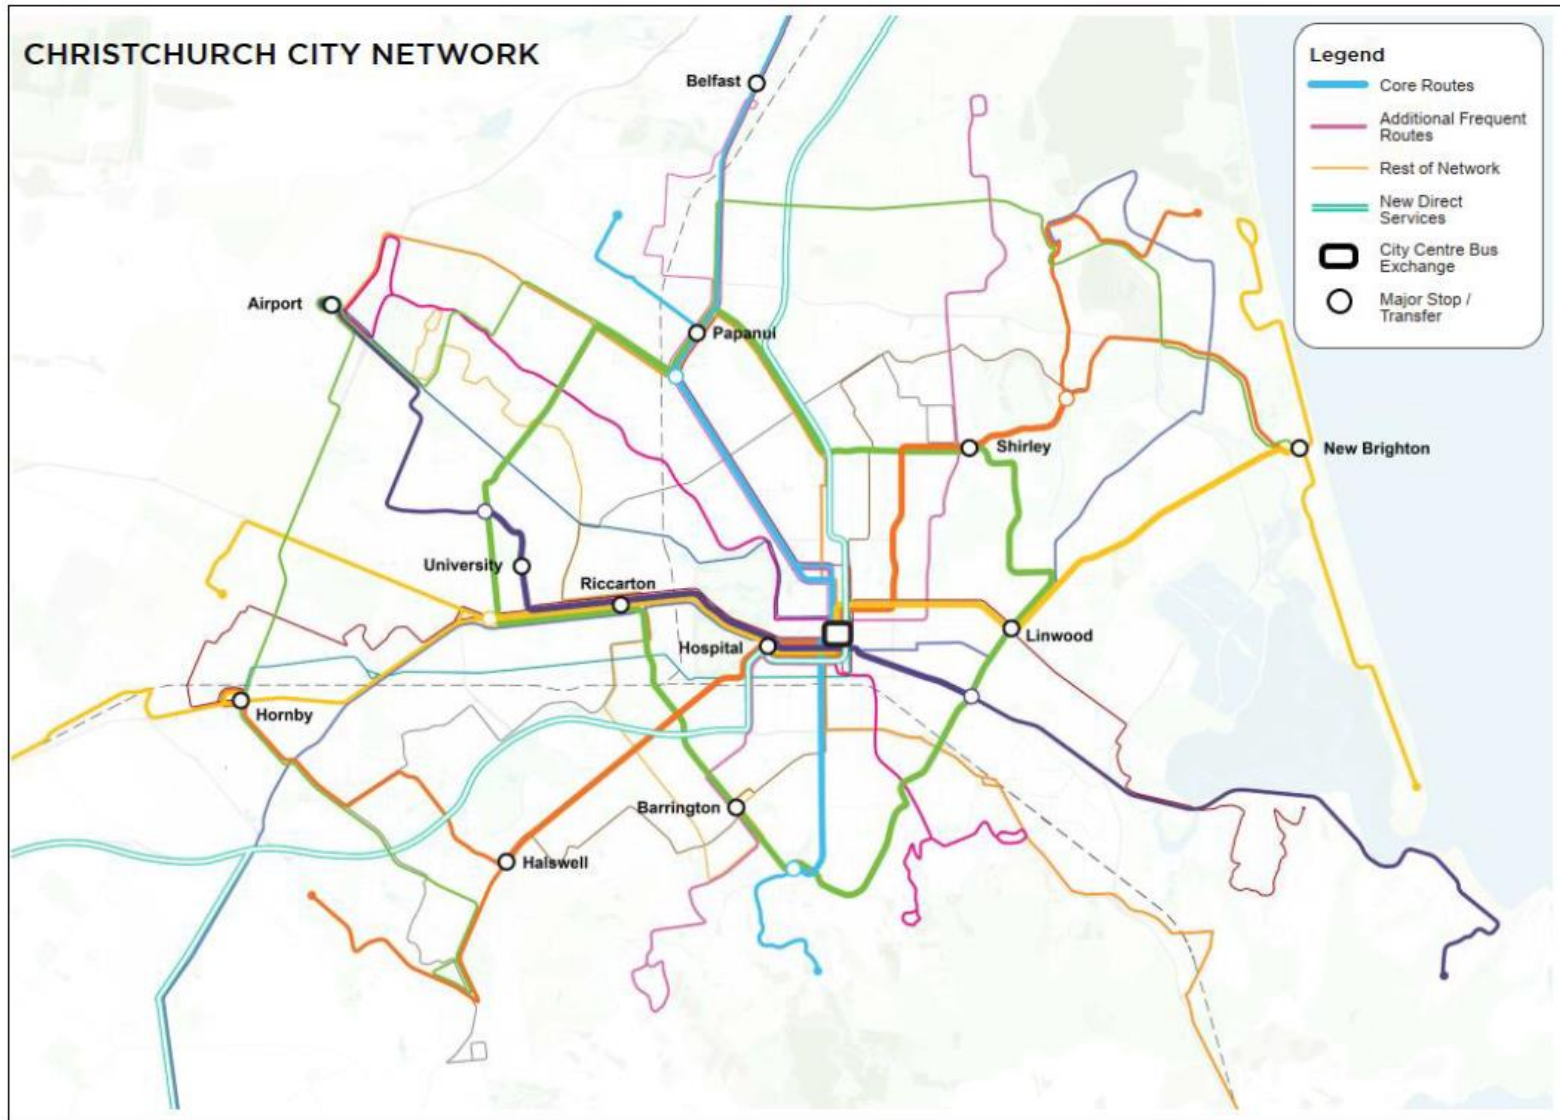 CHRISTCHURCH CITY NETWORK
Legend
Core Routes
Additional Frequent
Routes
Rest of Network
New Direct
Services
City Centre Bus
Exchange
Major Stop /
Transfer
Belfast
Airport
Papanui
Shirley
New Brighton
University
Riccarton
Hospital
Linwood
Hornby
Barrington
Halswell